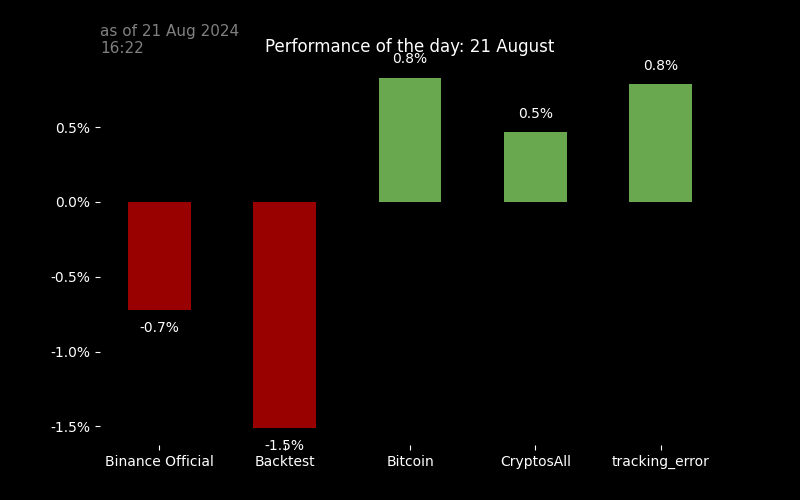 as of 21 Aug 2024
16:22
Performance of the day: 21 August
0.8%
0.8%
0.5%
0.5%
0.0%
-0.5%
-0.7%
-1.0%
-1.5%
-1.5%
Binance Official
Backtest
Bitcoin
CryptosAll
tracking_error